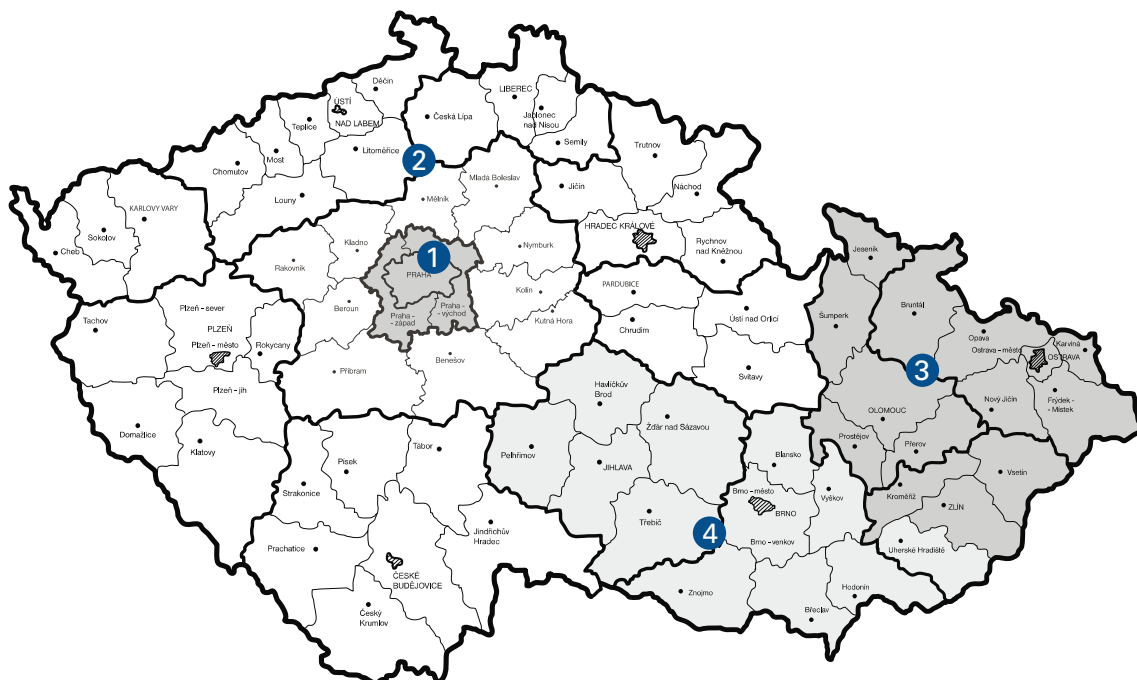 Děčín
ÚSTÍ
NAD LABEM
Teplice
Most
Chomutov
Litoměřice
Louny
Česká Lípa
LIBEREC
Jablonec
nad Nisou
Semily
Trutnov
Náchod
Jičín
HRADEC KRÁLOVÉ
Rychnov
nad Kněžnou
2
KARLOVY VARY
Sokolov
Cheb
Mladá Boleslav
Mělník
Kladno
Rakovník
Nymburk
1
PRAHA
Praha -
- západ
Praha -
- východ
Beroun
Kolín
Kutná Hora
Benešov
Příbram
PARDUBICE
Chrudim
Ústí nad Orlicí
Svitavy
Tachov
Plzeň – sever
PLZEŇ
Plzeň – město
Rokycany
Plzeň – jih
Domažlice
Klatovy
Jeseník
Šumperk
Bruntál
Opava
Ostrava – město
Karviná
OSTRAVA
3
Nový Jičín
Frýdek -
- Místek
OLOMOUC
Prostějov
Přerov
Vsetín
Kroměříž
ZLÍN
Uherské Hradiště
Havlíčkův
Brod
Žďár nad Sázavou
Pelhřimov
JIHLAVA
Třebíč
4
Blansko
Brno – město
BRNO
Vyškov
Brno – venkov
Znojmo
Hodonín
Břeclav
Tábor
Písek
Strakonice
Prachatice
Jindřichův
Hradec
ČESKÉ
BUDĚJOVICE
Český
Krumlov